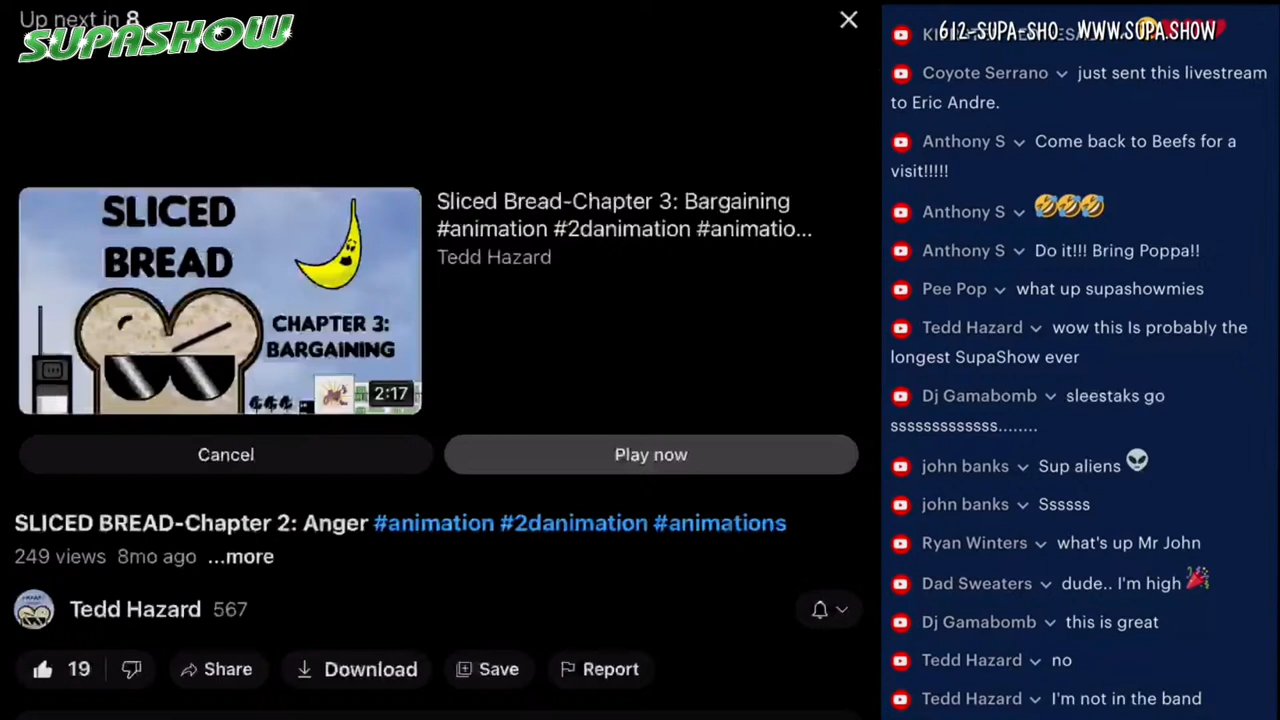 Up next in 8
SUPASHOW
SLICED
BREAD
CHAPTER 3:
BARGAINING
2:17
Sliced Bread-Chapter 3: Bargaining
#animation #2danimation #animatio...
Tedd Hazard
Cancel
Play now
SLICED BREAD-Chapter 2: Anger #animation #2danimation #animations
249 views 8mo ago ...more
Tedd Hazard 567
19
Share
Download
Save
Report
612-SUPA-SHO WWW.SUPA.SHOW
Coyote Serrano just sent this livestream
to Eric Andre.
Anthony S Come back to Beefs for a
visit!!!!!
Anthony S 🤣🤣🤣
Anthony S Do it!!! Bring Poppa!!
Pee Pop what up supashowmies
Tedd Hazard wow this Is probably the
longest SupaShow ever
Dj Gamabomb sleestaks go
sssssssssssss........
john banks Sup aliens 👽
john banks Ssssss
Ryan Winters what's up Mr John
Dad Sweaters dude.. I'm high 🎉
Dj Gamabomb this is great
Tedd Hazard no
Tedd Hazard I'm not in the band